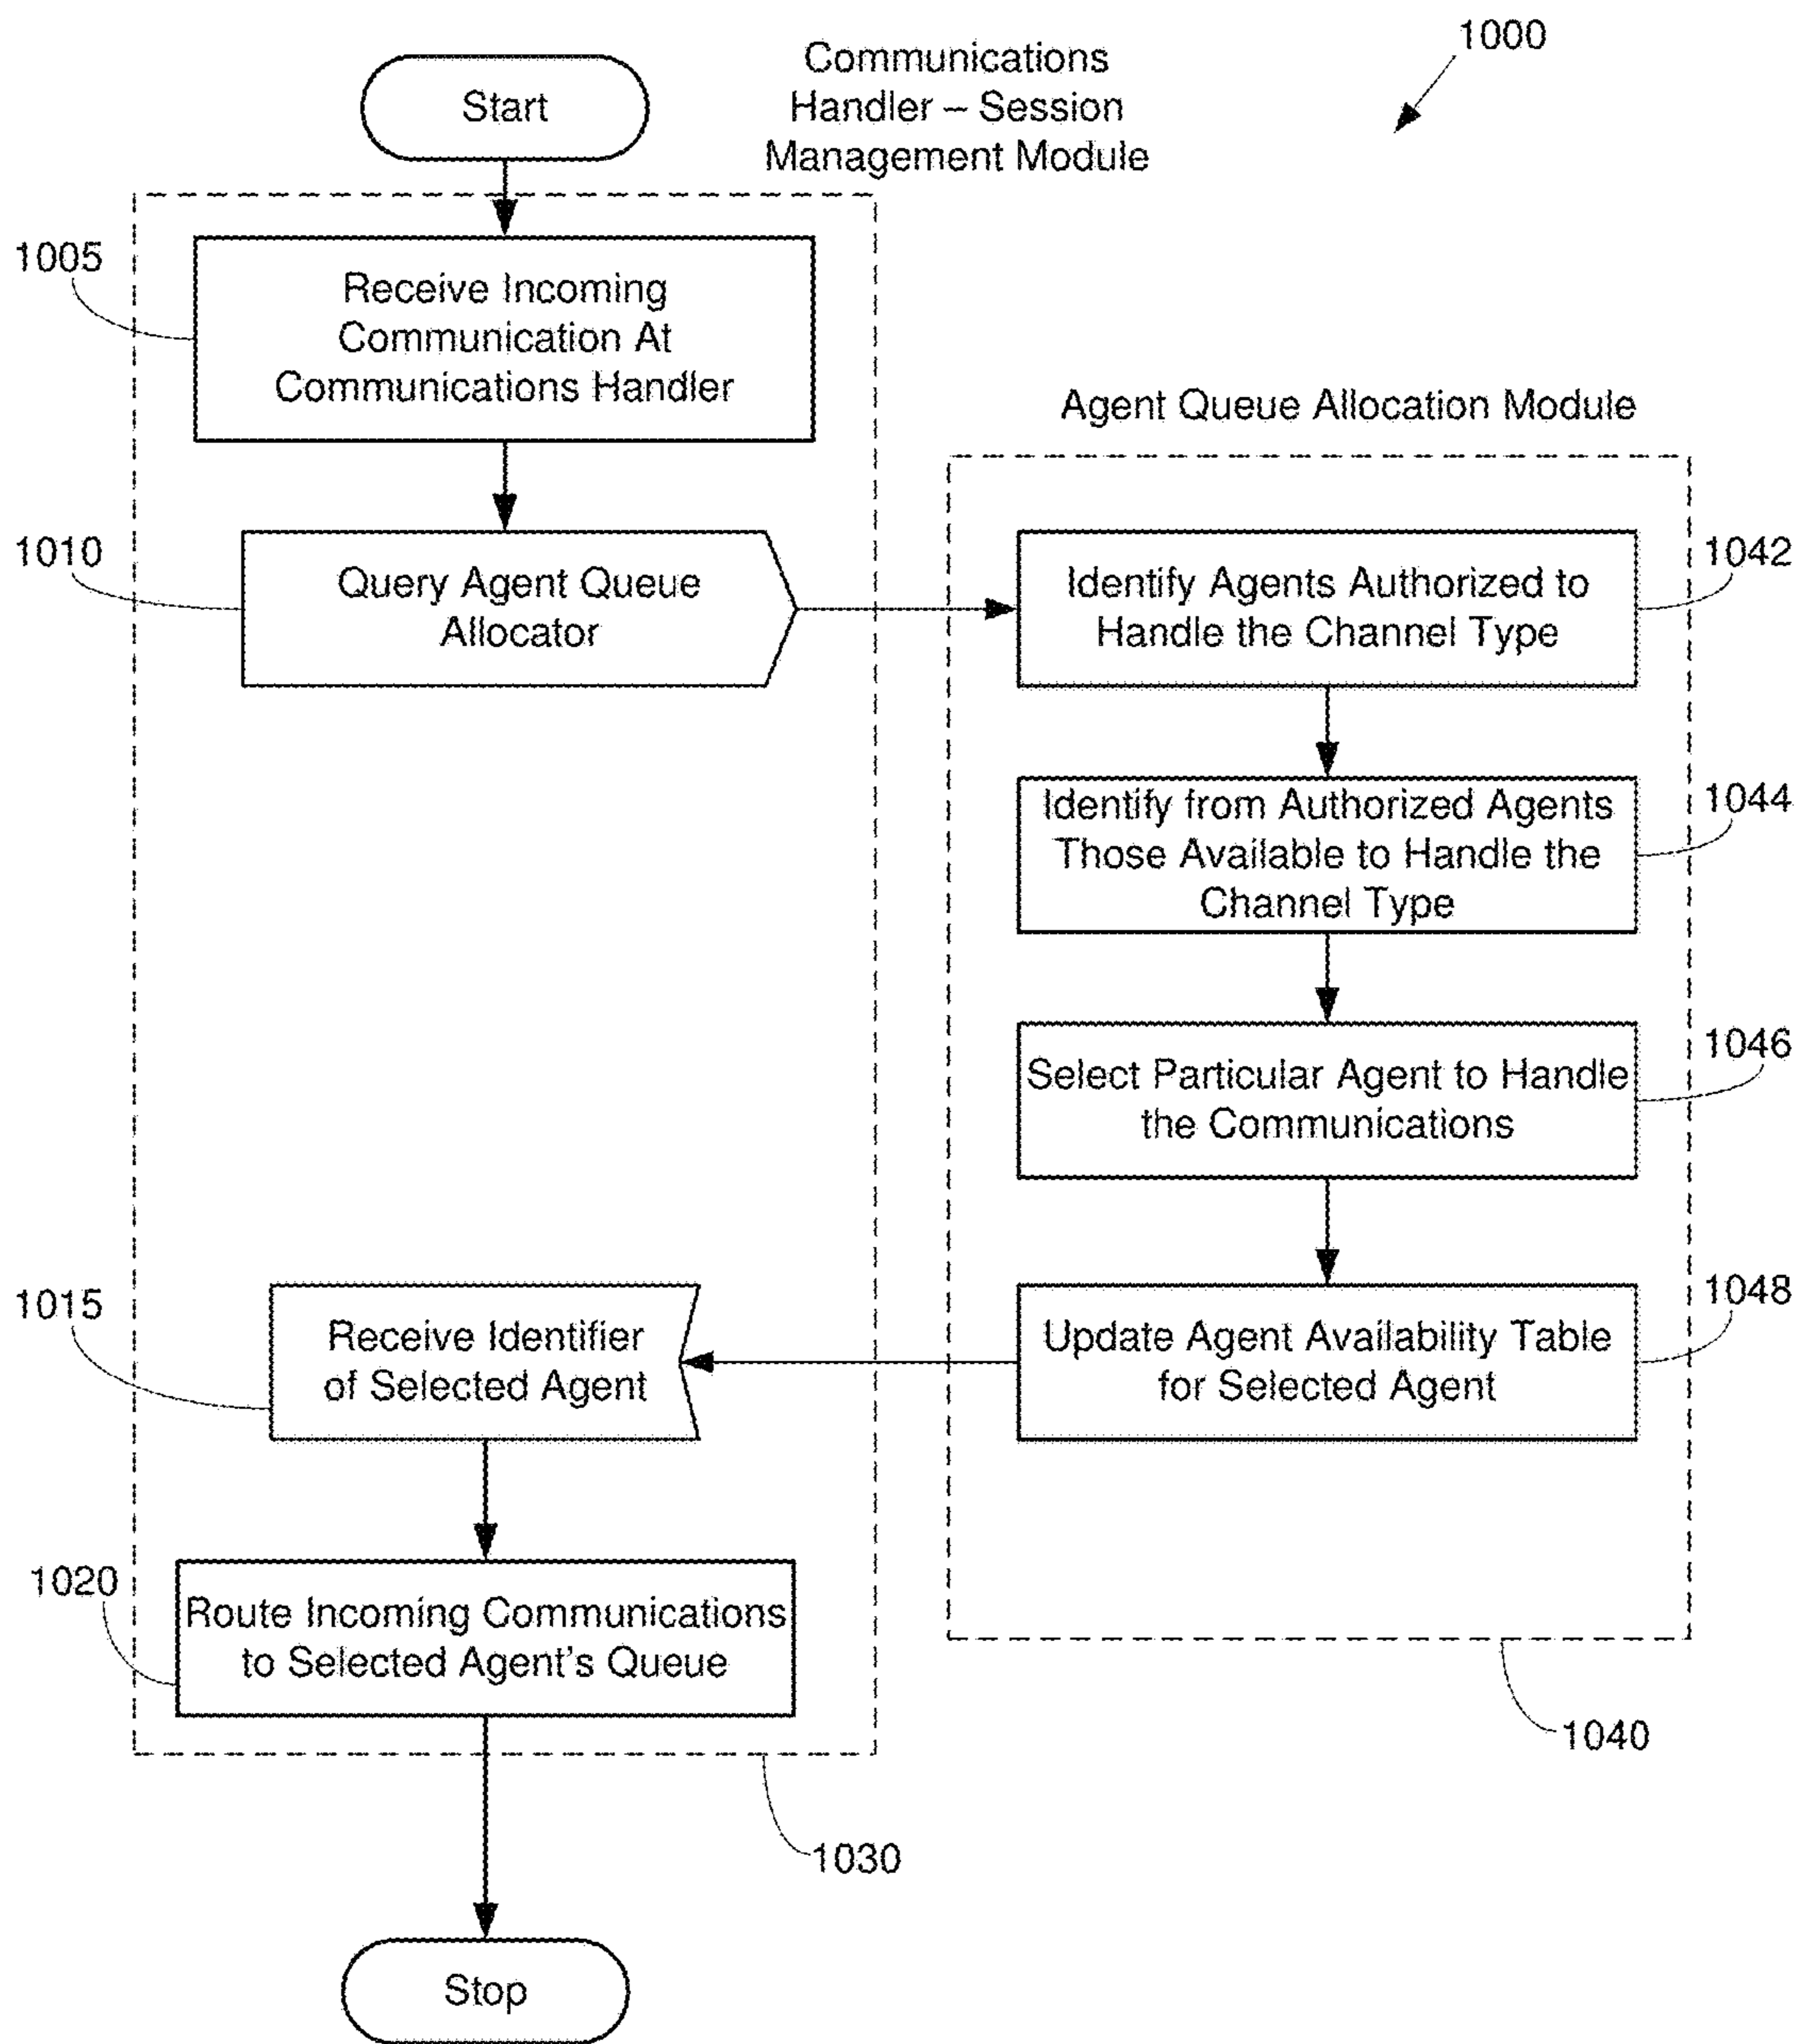 1000
Communications
Handler – Session
Management Module
Start
1005
Receive Incoming
Communication At
Communications Handler
Agent Queue Allocation Module
1010
Query Agent Queue
Allocator
1042
Identify Agents Authorized to
Handle the Channel Type
1044
Identify from Authorized Agents
Those Available to Handle the
Channel Type
1046
Select Particular Agent to Handle
the Communications
1048
Update Agent Availability Table
for Selected Agent
1015
Receive Identifier
of Selected Agent
1020
Route Incoming Communications
to Selected Agent's Queue
1040
1030
Stop